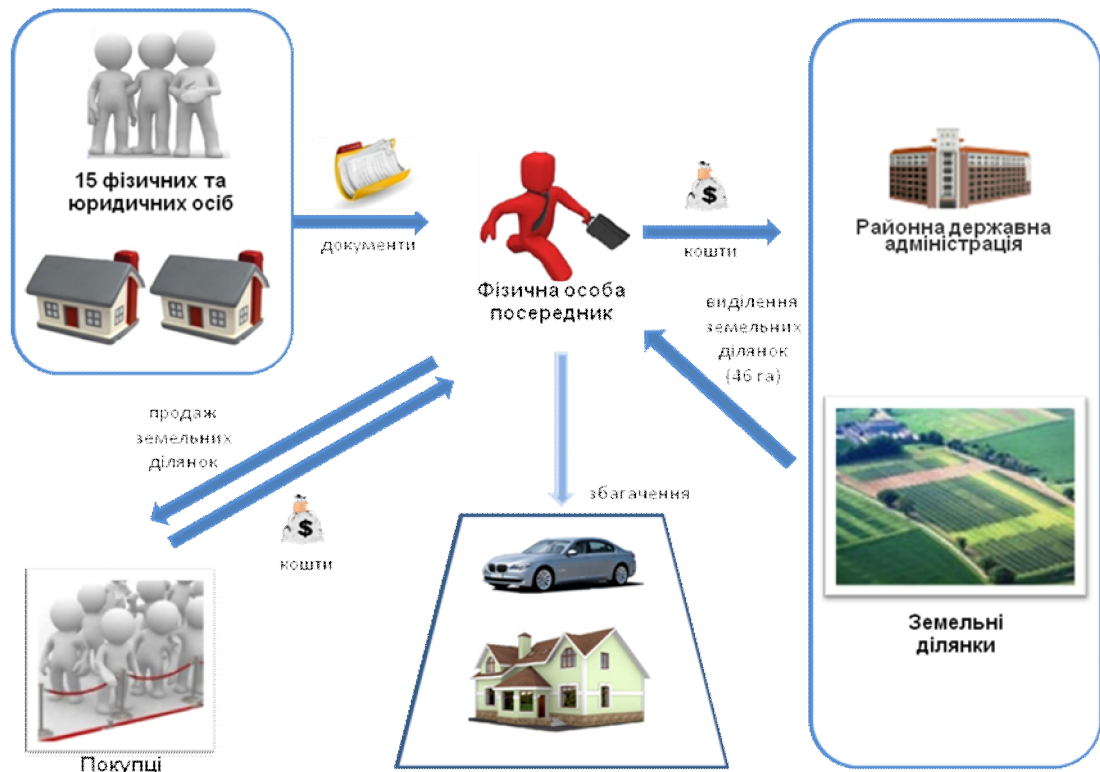 15 фізичних та
юридичних осіб
документи
Фізична особа
посередник
$
кошти
Районна державна
адміністрація
виділення
земельних
ділянок
(46 га)
продаж
земельних
ділянок
$
кошти
збагачення
Земельні
ділянки
Покупці